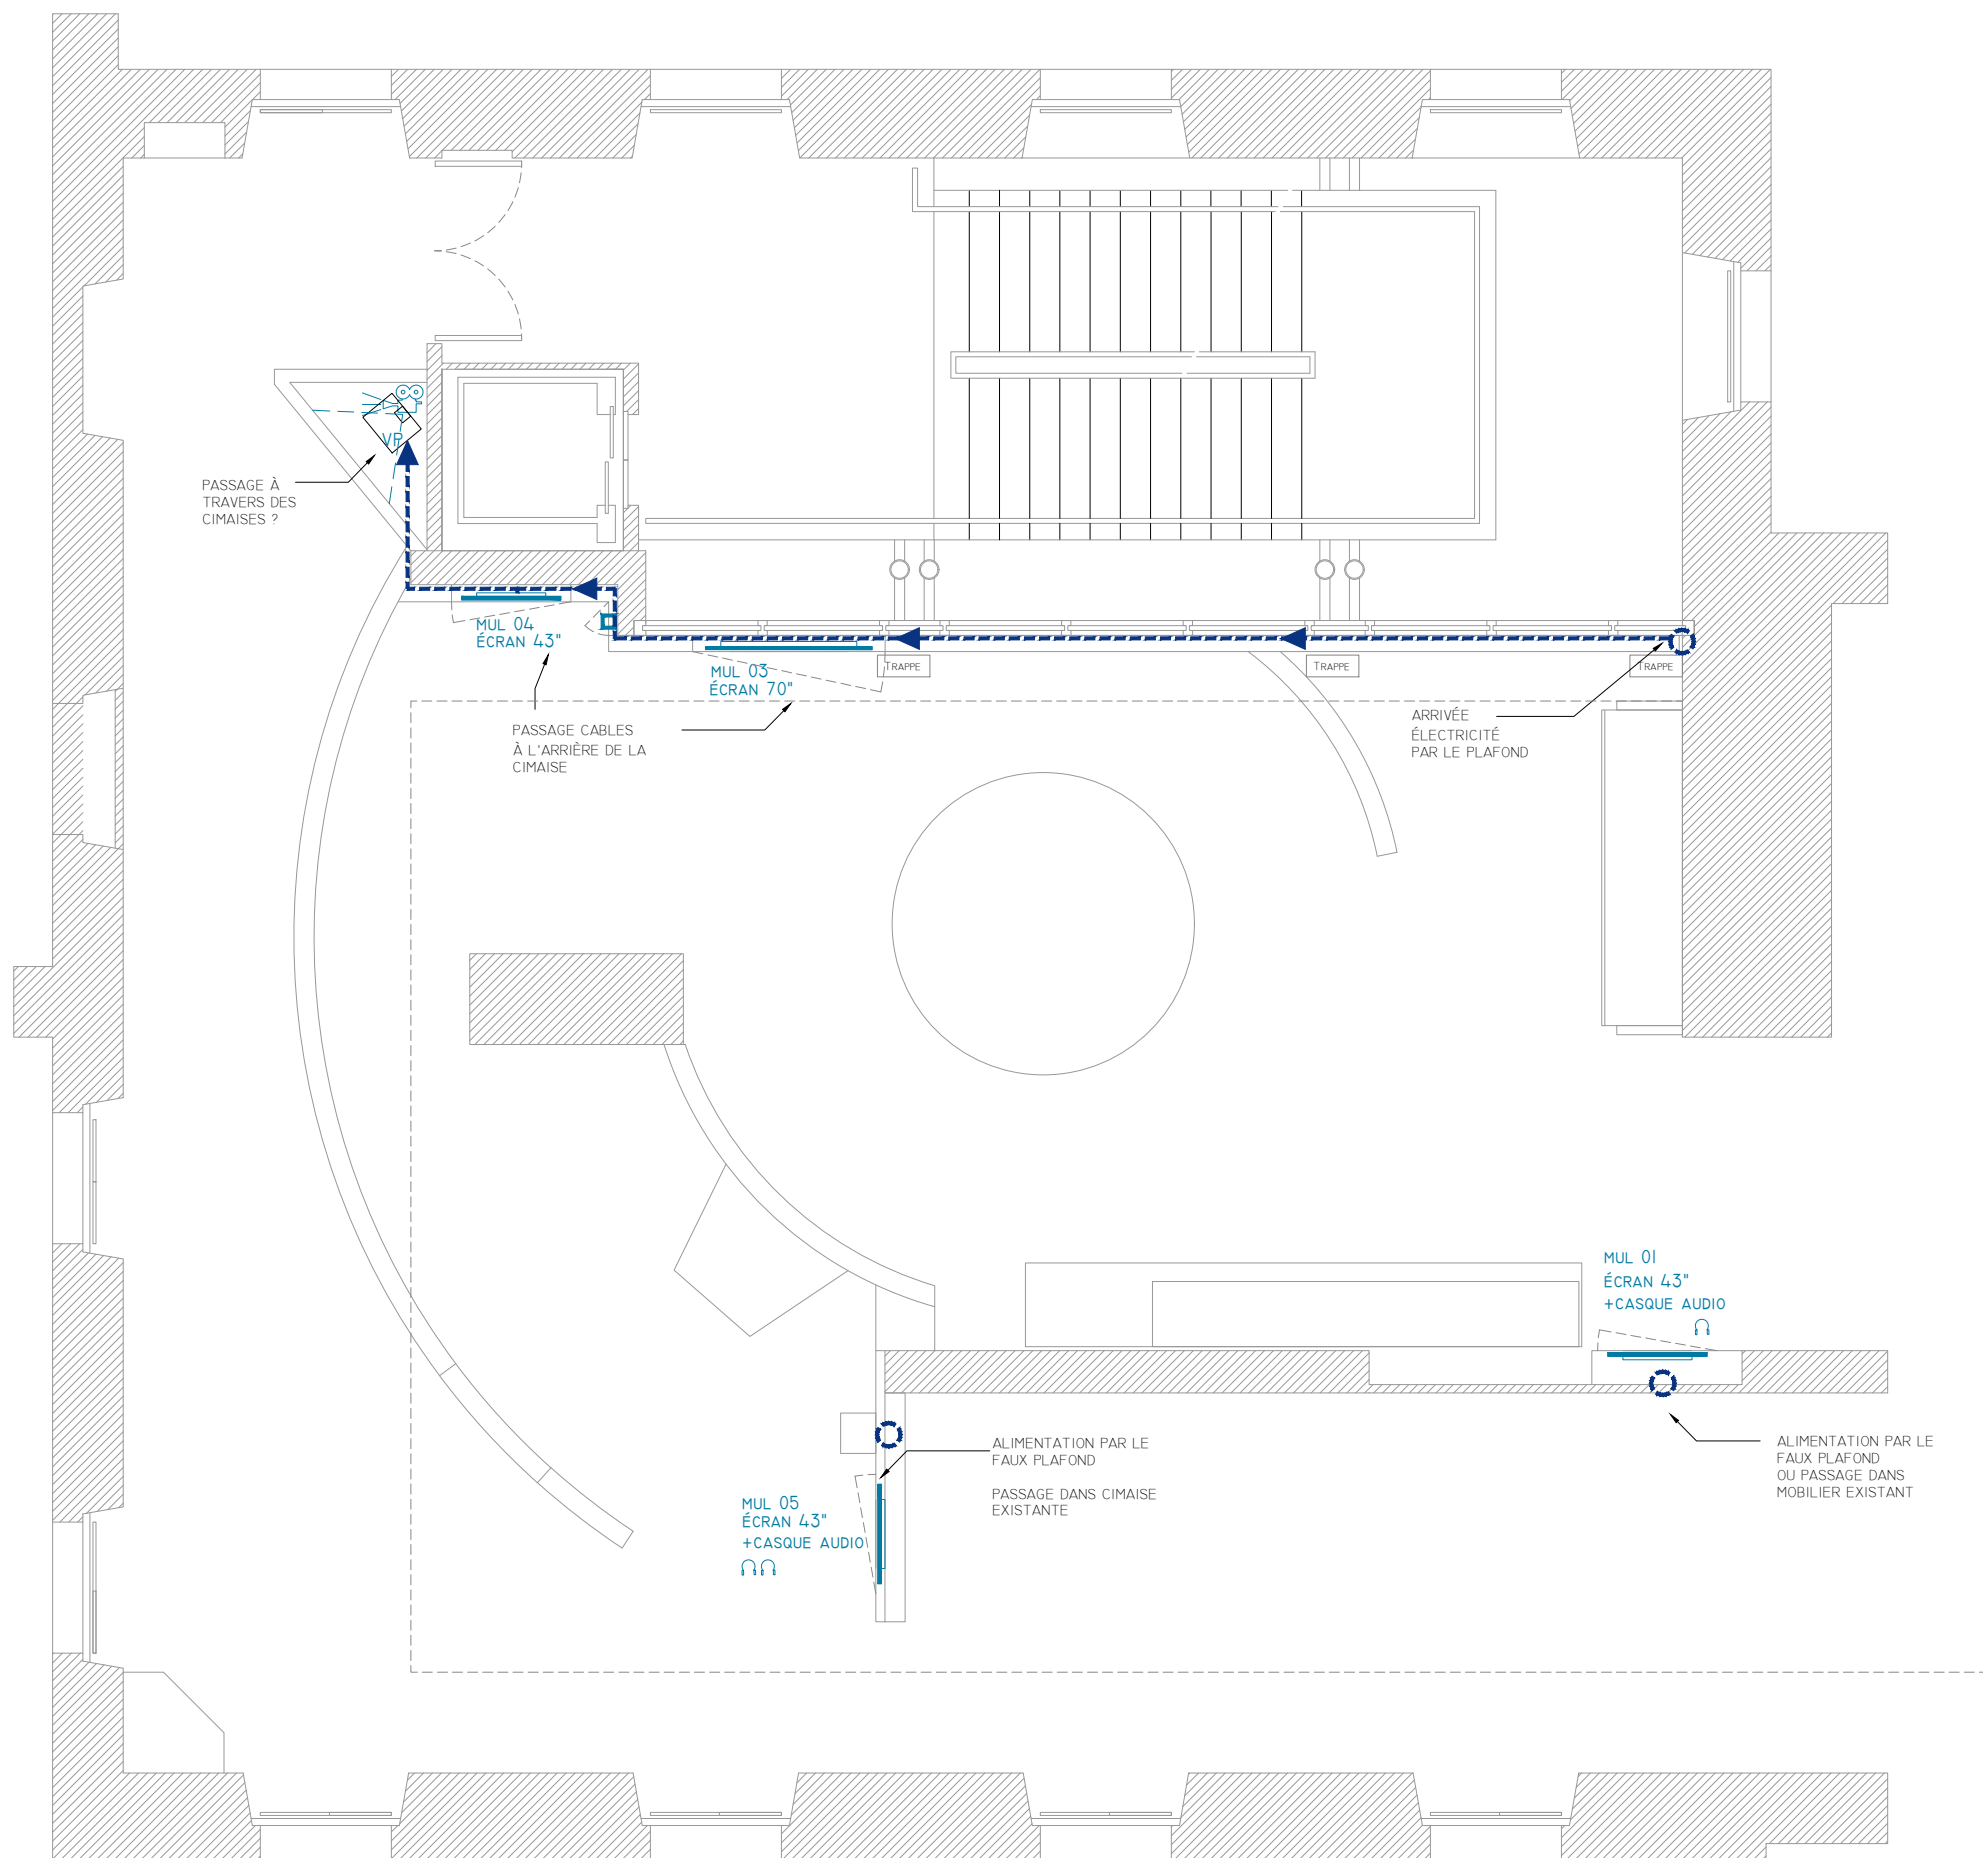 VP
PASSAGE À
TRAVERS DES
CIMAISES ?
MUL 04
ÉCRAN 43"
MUL 03
ÉCRAN 70"
TRAPPE
TRAPPE
TRAPPE
PASSAGE CABLES
À L'ARRIÈRE DE LA
CIMAISE
ARRIVÉE
ÉLECTRICITÉ
PAR LE PLAFOND
MUL 01
ÉCRAN 43"
+CASQUE AUDIO
ALIMENTATION PAR LE
FAUX PLAFOND
PASSAGE DANS CIMAISE
EXISTANTE
ALIMENTATION PAR LE
FAUX PLAFOND
OU PASSAGE DANS
MOBILIER EXISTANT
MUL 05
ÉCRAN 43"
+CASQUE AUDIO